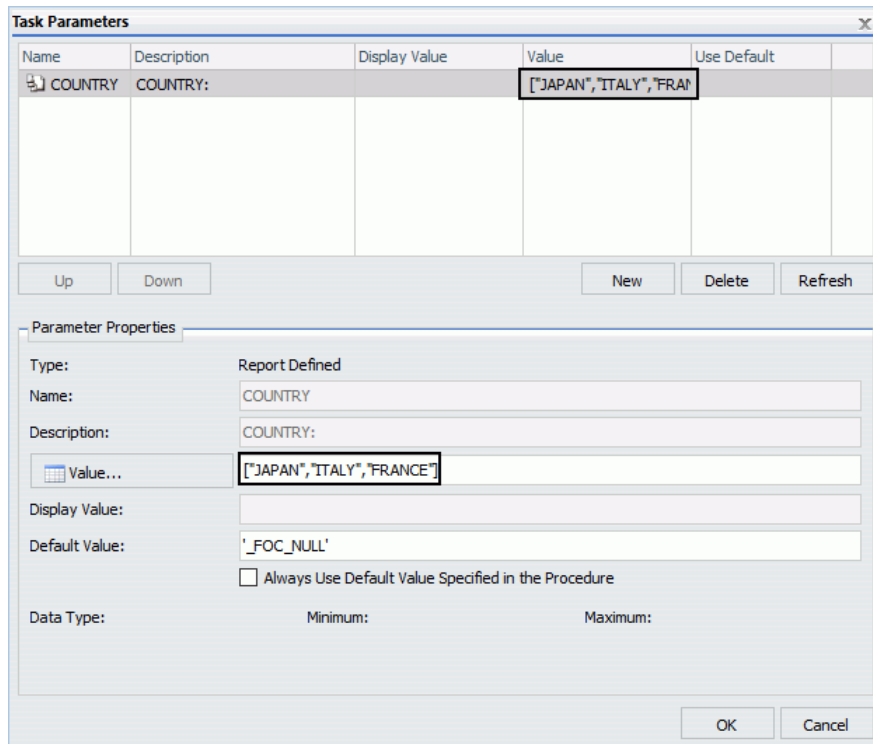 Task Parameters X
Name Description Display Value Value Use Default
COUNTRY COUNTRY: ["JAPAN","ITALY","FRAN
Up Down New Delete Refresh
Parameter Properties
Type: Report Defined
Name: COUNTRY
Description: COUNTRY:
Value... ["JAPAN","ITALY","FRANCE"]
Display Value:
Default Value: '_FOC_NULL'
Always Use Default Value Specified in the Procedure
Data Type: Minimum: Maximum:
OK Cancel